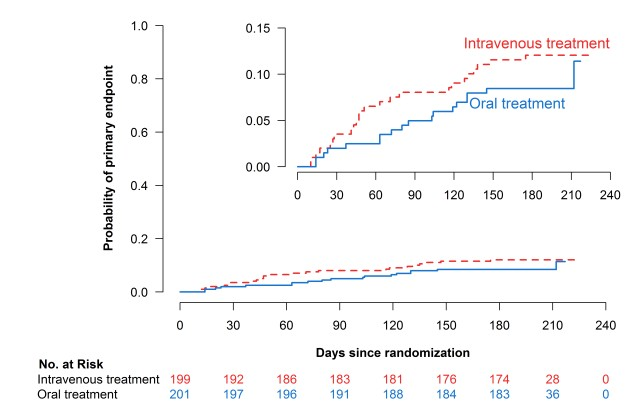 Probability of primary endpoint
1.0
0.8
0.6
0.4
0.2
0.0
0.15
0.10
0.05
0.00
Intravenous treatment
Oral treatment
0 30 60 90 120 150 180 210 240
0 30 60 90 120 150 180 210 240
Days since randomization
No. at Risk
Intravenous treatment 199 192 186 183 181 176 174 28 0
Oral treatment 201 197 196 191 188 184 183 36 0